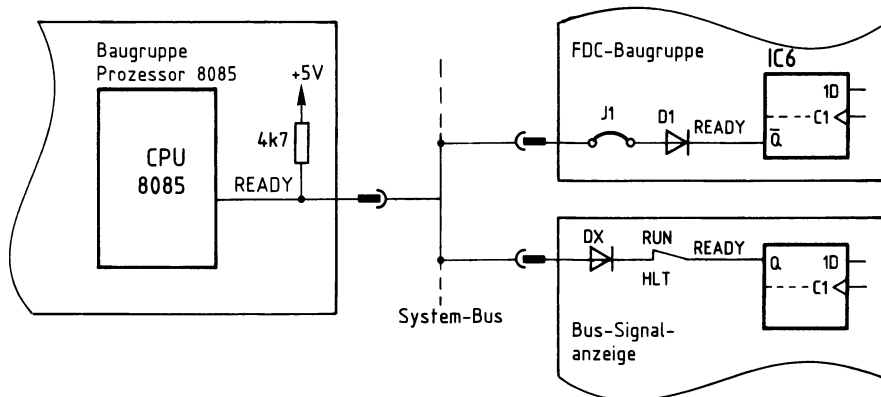 Baugruppe
Prozessor 8085
+5V
4k7
CPU
8085
READY
System-Bus
FDC-Baugruppe
IC6
J1
D1
READY
1D
C1
Q̅
DX
RUN
HLT
READY
Q
1D
C1
Bus-Signal-
anzeige